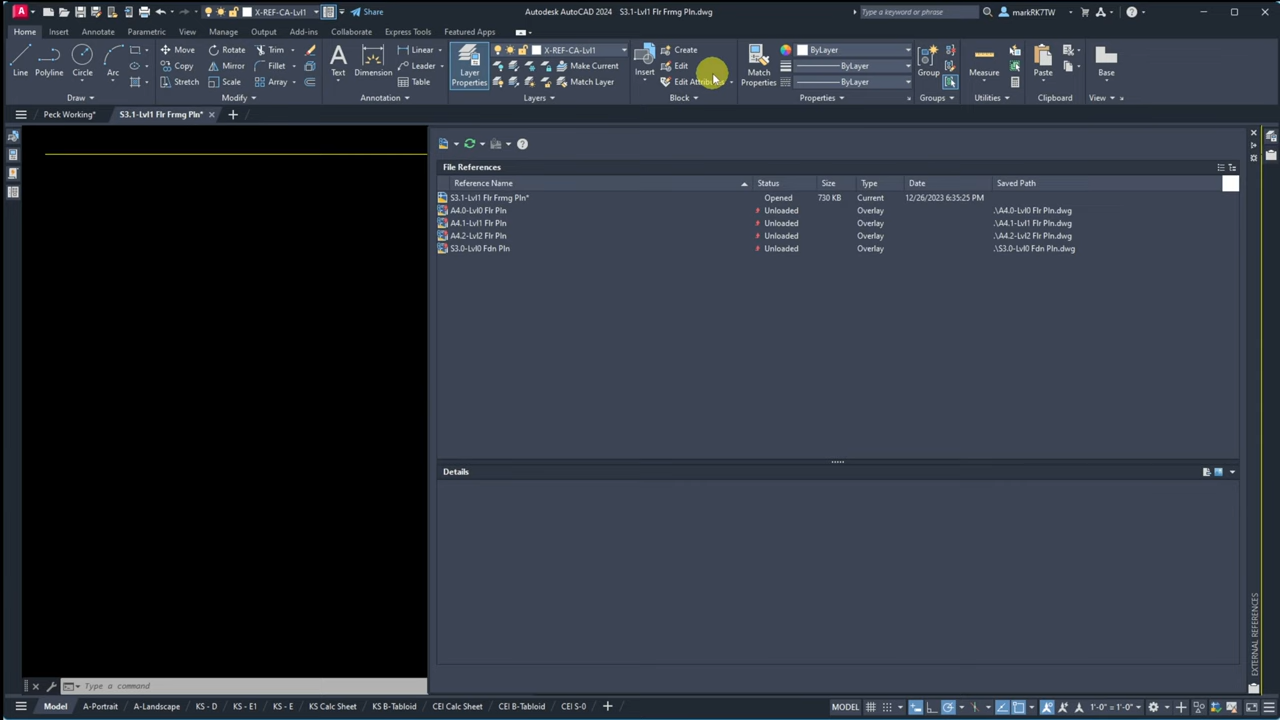 A X-REF-CA-Lvl1 Share Autodesk AutoCAD 2024 S3.1-Lvl1 Flr Frmg Pln.dwg Type a keyword or phrase markRK7TW
Home Insert Annotate Parametric View Manage Output Add-ins Collaborate Express Tools Featured Apps
Line Polyline Circle Arc Move Rotate Trim Text Dimension Linear Layer Properties X-REF-CA-Lvl1 Insert Create Match Properties ByLayer Group Measure Paste Base
Copy Mirror Fillet Leader Make Current Edit ByLayer
Stretch Scale Array Table Match Layer Edit Attributes ByLayer
Draw Modify Annotation Layers Block Properties Groups Utilities Clipboard View
Peck Working* S3.1-Lvl1 Flr Frmg Pln*
File References
Reference Name Status Size Type Date Saved Path
S3.1-Lvl1 Flr Frmg Pln* Opened 730 KB Current 12/26/2023 6:35:25 PM
A4.0-Lvl0 Flr Pln Unloaded Overlay .\A4.0-Lvl0 Flr Pln.dwg
A4.1-Lvl1 Flr Pln Unloaded Overlay .\A4.1-Lvl1 Flr Pln.dwg
A4.2-Lvl2 Flr Pln Unloaded Overlay .\A4.2-Lvl2 Flr Pln.dwg
S3.0-Lvl0 Fdn Pln Unloaded Overlay .\S3.0-Lvl0 Fdn Pln.dwg
Details
EXTERNAL REFERENCES
Type a command
Model A-Portrait A-Landscape KS - D KS - E1 KS - E KS Calc Sheet KS B-Tabloid CEI Calc Sheet CEI B-Tabloid CEI S-0 MODEL 1'-0" = 1'-0"